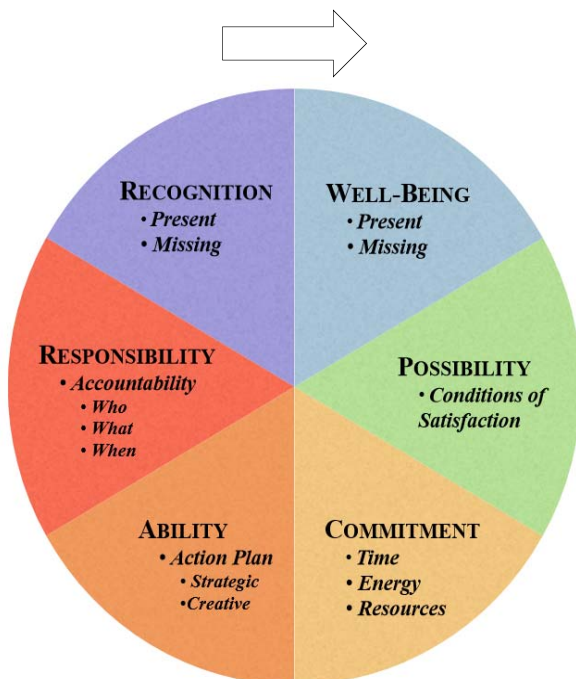 RECOGNITION
• Present
• Missing
WELL-BEING
• Present
• Missing
RESPONSIBILITY
• Accountability
• Who
• What
• When
POSSIBILITY
• Conditions of
Satisfaction
ABILITY
• Action Plan
• Strategic
•Creative
COMMITMENT
• Time
• Energy
• Resources